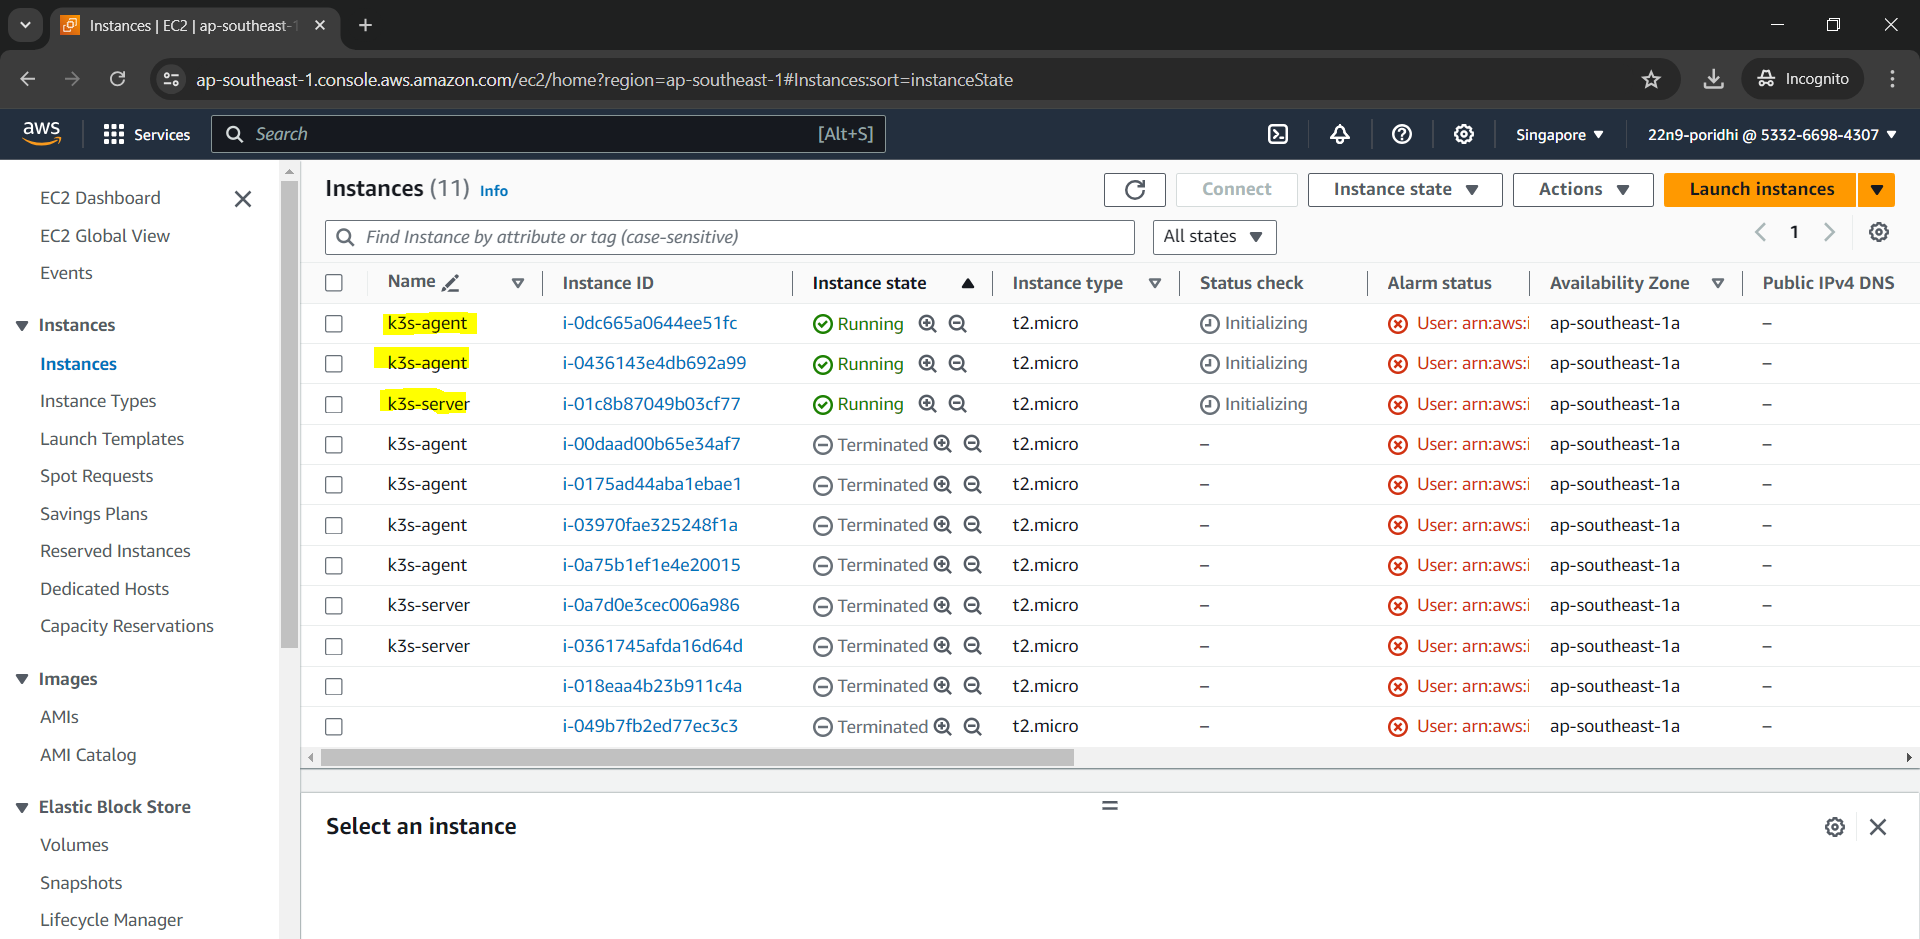 Instances | EC2 | ap-southeast-1
ap-southeast-1.console.aws.amazon.com/ec2/home?region=ap-southeast-1#Instances:sort=instanceState
Incognito
aws
Services
Search
[Alt+S]
Singapore
22n9-poridhi @ 5332-6698-4307
EC2 Dashboard
EC2 Global View
Events
Instances
Instances
Instance Types
Launch Templates
Spot Requests
Savings Plans
Reserved Instances
Dedicated Hosts
Capacity Reservations
Images
AMIs
AMI Catalog
Elastic Block Store
Volumes
Snapshots
Lifecycle Manager
Instances (11) Info
Connect
Instance state
Actions
Launch instances
Find Instance by attribute or tag (case-sensitive)
All states
1
Name Instance ID Instance state Instance type Status check Alarm status Availability Zone Public IPv4 DNS
k3s-agent i-0dc665a0644ee51fc Running t2.micro Initializing User: arn:aws:i ap-southeast-1a –
k3s-agent i-0436143e4db692a99 Running t2.micro Initializing User: arn:aws:i ap-southeast-1a –
k3s-server i-01c8b87049b03cf77 Running t2.micro Initializing User: arn:aws:i ap-southeast-1a –
k3s-agent i-00daad00b65e34af7 Terminated t2.micro – User: arn:aws:i ap-southeast-1a –
k3s-agent i-0175ad44aba1ebae1 Terminated t2.micro – User: arn:aws:i ap-southeast-1a –
k3s-agent i-03970fae325248f1a Terminated t2.micro – User: arn:aws:i ap-southeast-1a –
k3s-agent i-0a75b1ef1e4e20015 Terminated t2.micro – User: arn:aws:i ap-southeast-1a –
k3s-server i-0a7d0e3cec006a986 Terminated t2.micro – User: arn:aws:i ap-southeast-1a –
k3s-server i-0361745afda16d64d Terminated t2.micro – User: arn:aws:i ap-southeast-1a –
i-018eaa4b23b911c4a Terminated t2.micro – User: arn:aws:i ap-southeast-1a –
i-049b7fb2ed77ec3c3 Terminated t2.micro – User: arn:aws:i ap-southeast-1a –
Select an instance